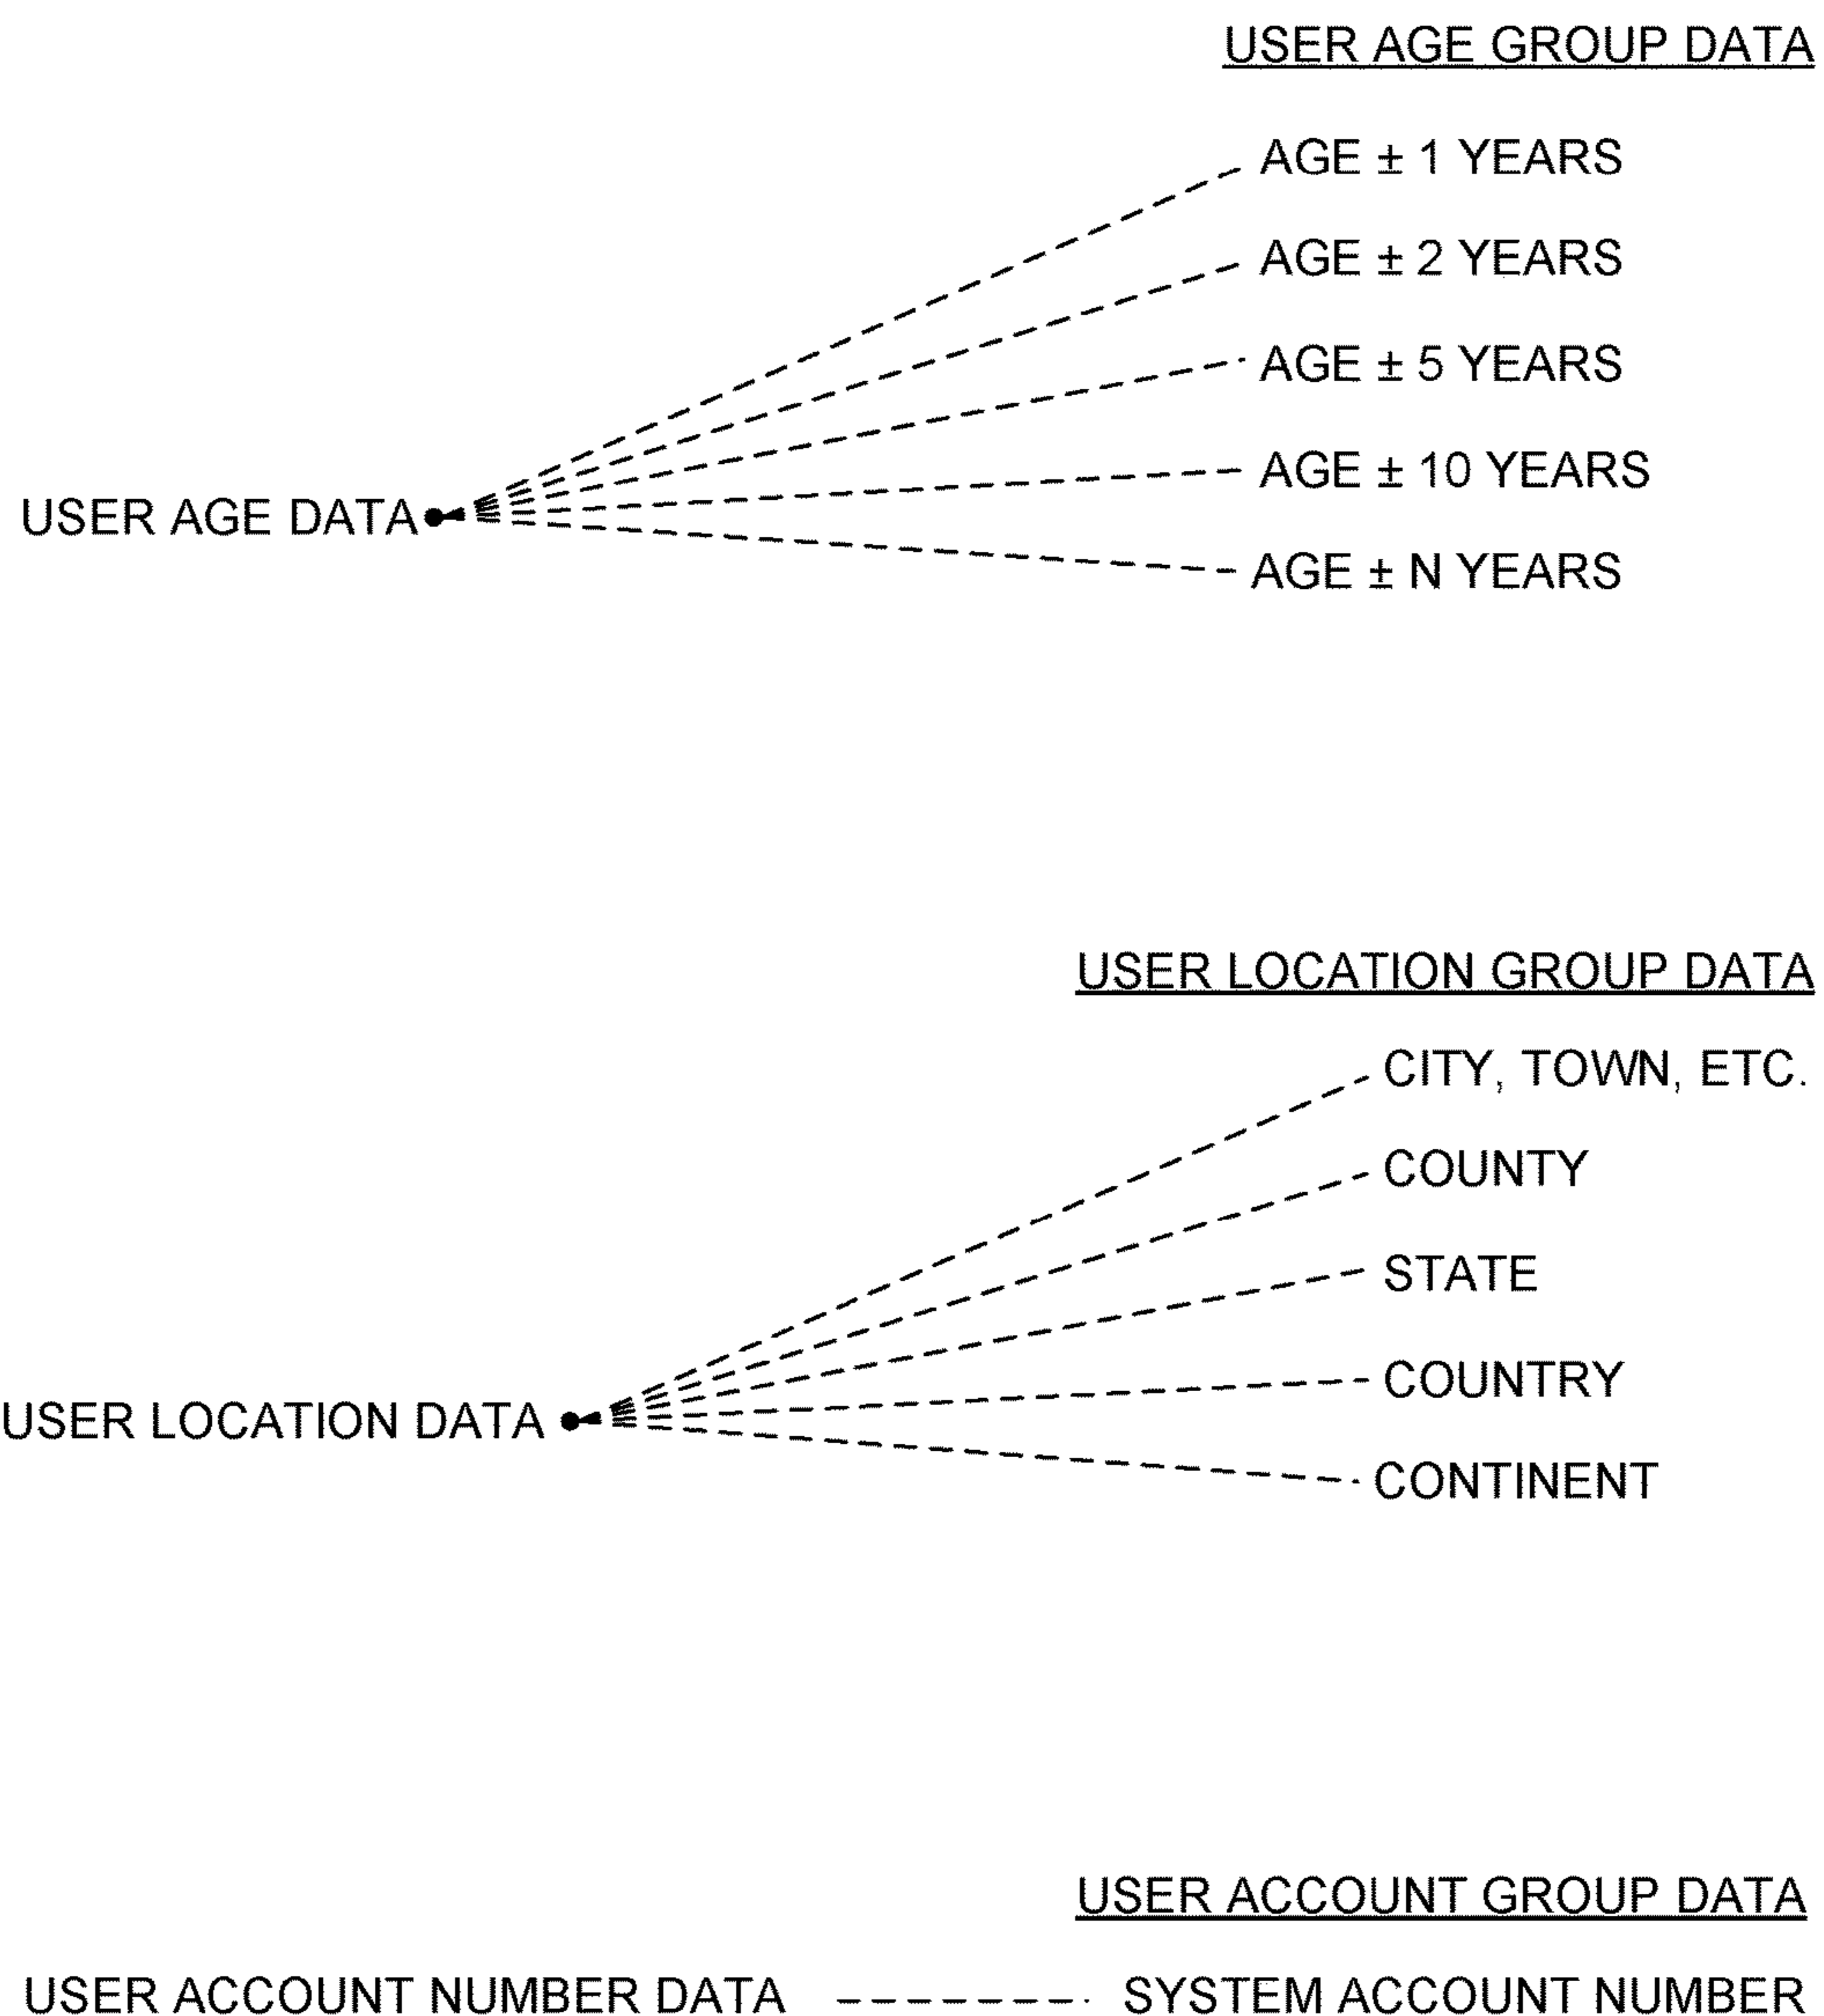 USER AGE GROUP DATA
AGE ± 1 YEARS
AGE ± 2 YEARS
AGE ± 5 YEARS
AGE ± 10 YEARS
USER AGE DATA
AGE ± N YEARS
USER LOCATION GROUP DATA
CITY, TOWN, ETC.
COUNTY
STATE
COUNTRY
USER LOCATION DATA
CONTINENT
USER ACCOUNT GROUP DATA
USER ACCOUNT NUMBER DATA SYSTEM ACCOUNT NUMBER